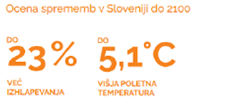 Ocena sprememb v Sloveniji do 2100
DO
23%
VEČ
IZHLAPEVANJA
DO
5,1°C
VIŠJA POLETNA
TEMPERATURA